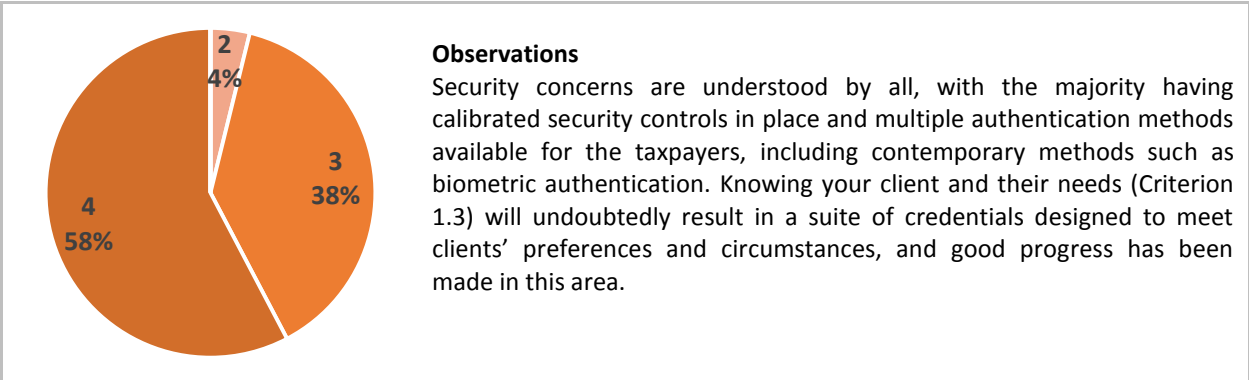 2
4%
3
38%
4
58%
Observations
Security concerns are understood by all, with the majority having
calibrated security controls in place and multiple authentication methods
available for the taxpayers, including contemporary methods such as
biometric authentication. Knowing your client and their needs (Criterion
1.3) will undoubtedly result in a suite of credentials designed to meet
clients’ preferences and circumstances, and good progress has been
made in this area.